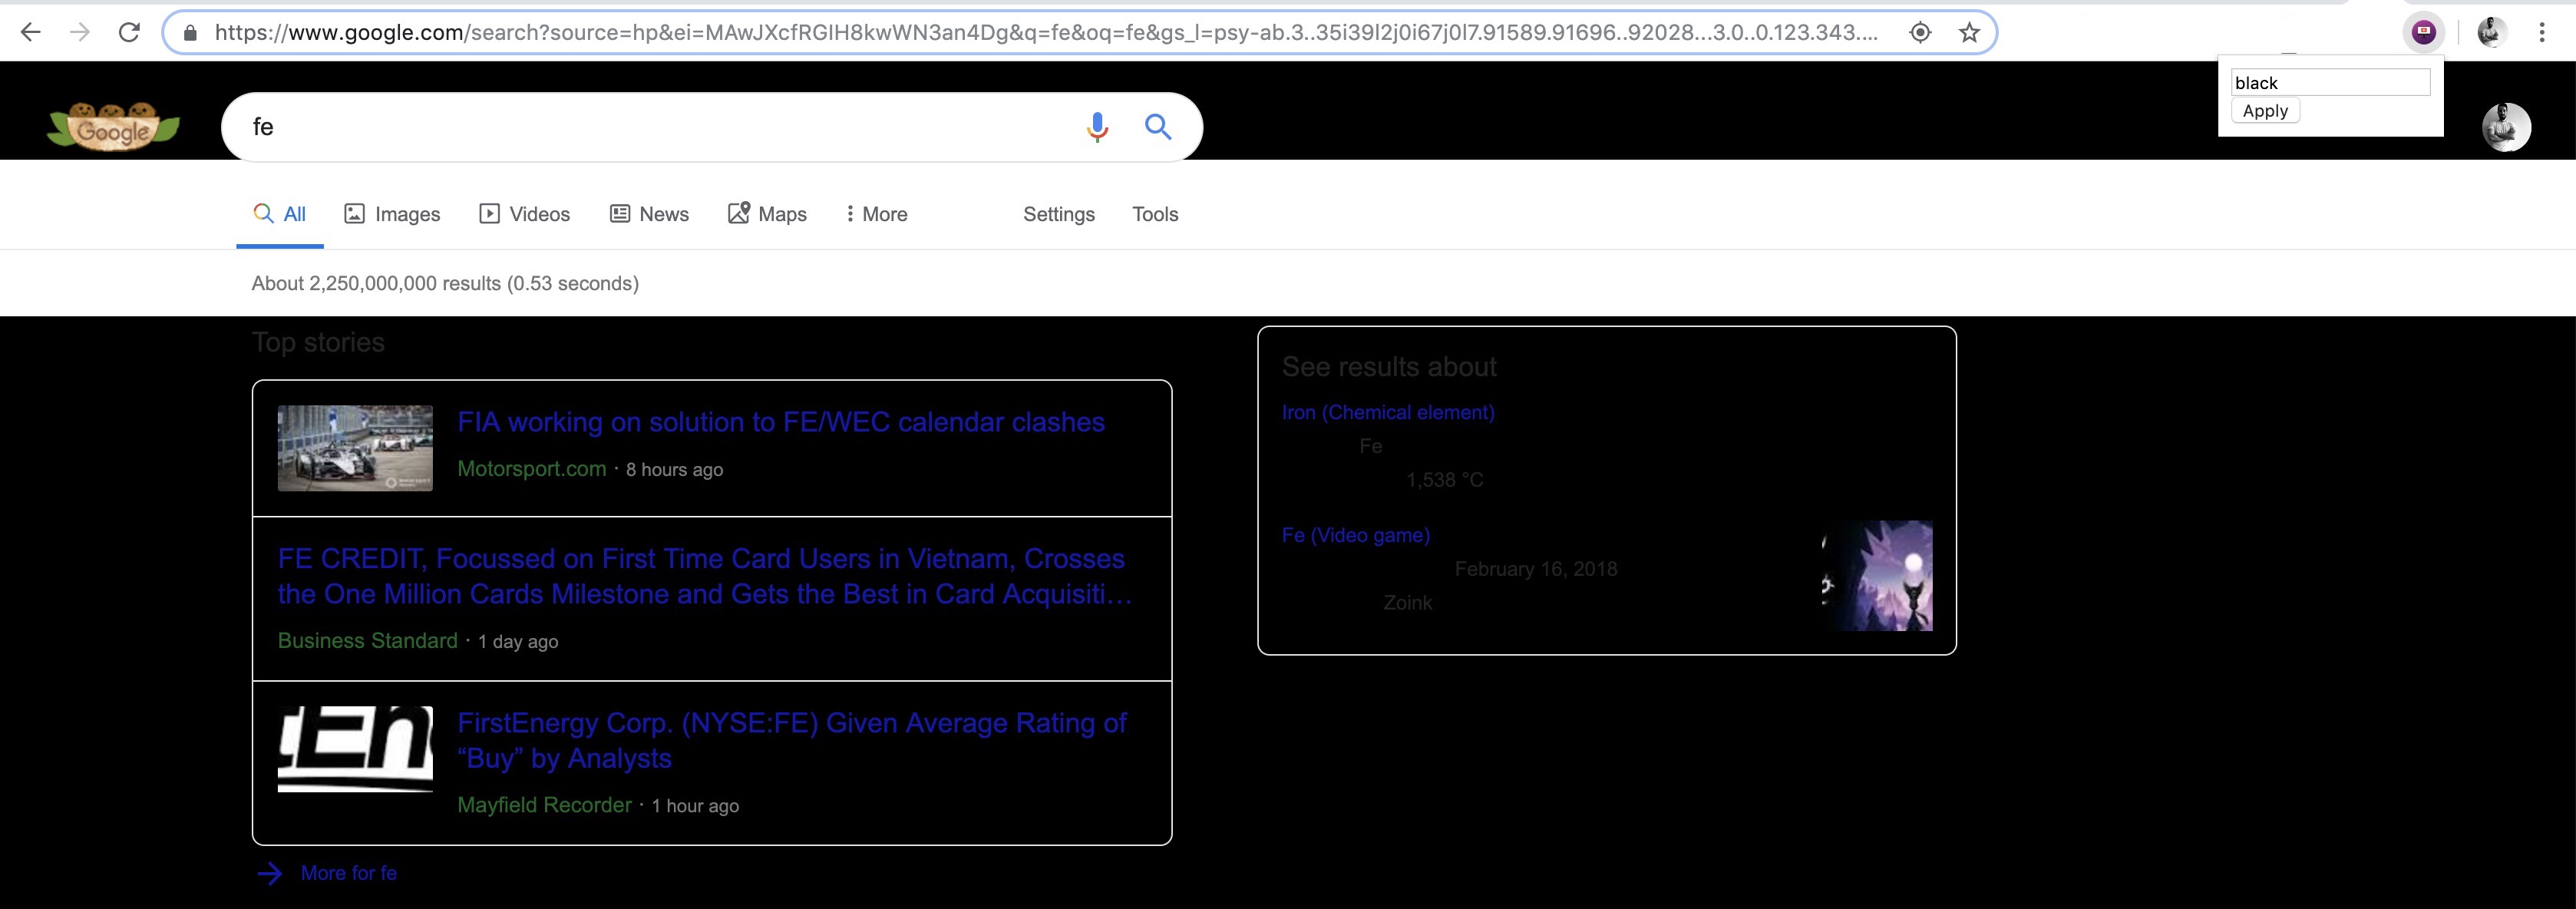 https://www.google.com/search?source=hp&ei=MAwJXcfRGIH8kwWN3an4Dg&q=fe&oq=fe&gs_l=psy-ab.3..35i39l2j0i67j0l7.91589.91696..92028...3.0..0.123.343....
black
Apply
Google
fe
All Images Videos News Maps More Settings Tools
About 2,250,000,000 results (0.53 seconds)
Top stories
FIA working on solution to FE/WEC calendar clashes
Motorsport.com · 8 hours ago
FE CREDIT, Focussed on First Time Card Users in Vietnam, Crosses
the One Million Cards Milestone and Gets the Best in Card Acquisiti...
Business Standard · 1 day ago
En
FirstEnergy Corp. (NYSE:FE) Given Average Rating of
“Buy” by Analysts
Mayfield Recorder · 1 hour ago
More for fe
See results about
Iron (Chemical element)
Fe
1,538 °C
Fe (Video game)
February 16, 2018
Zoink